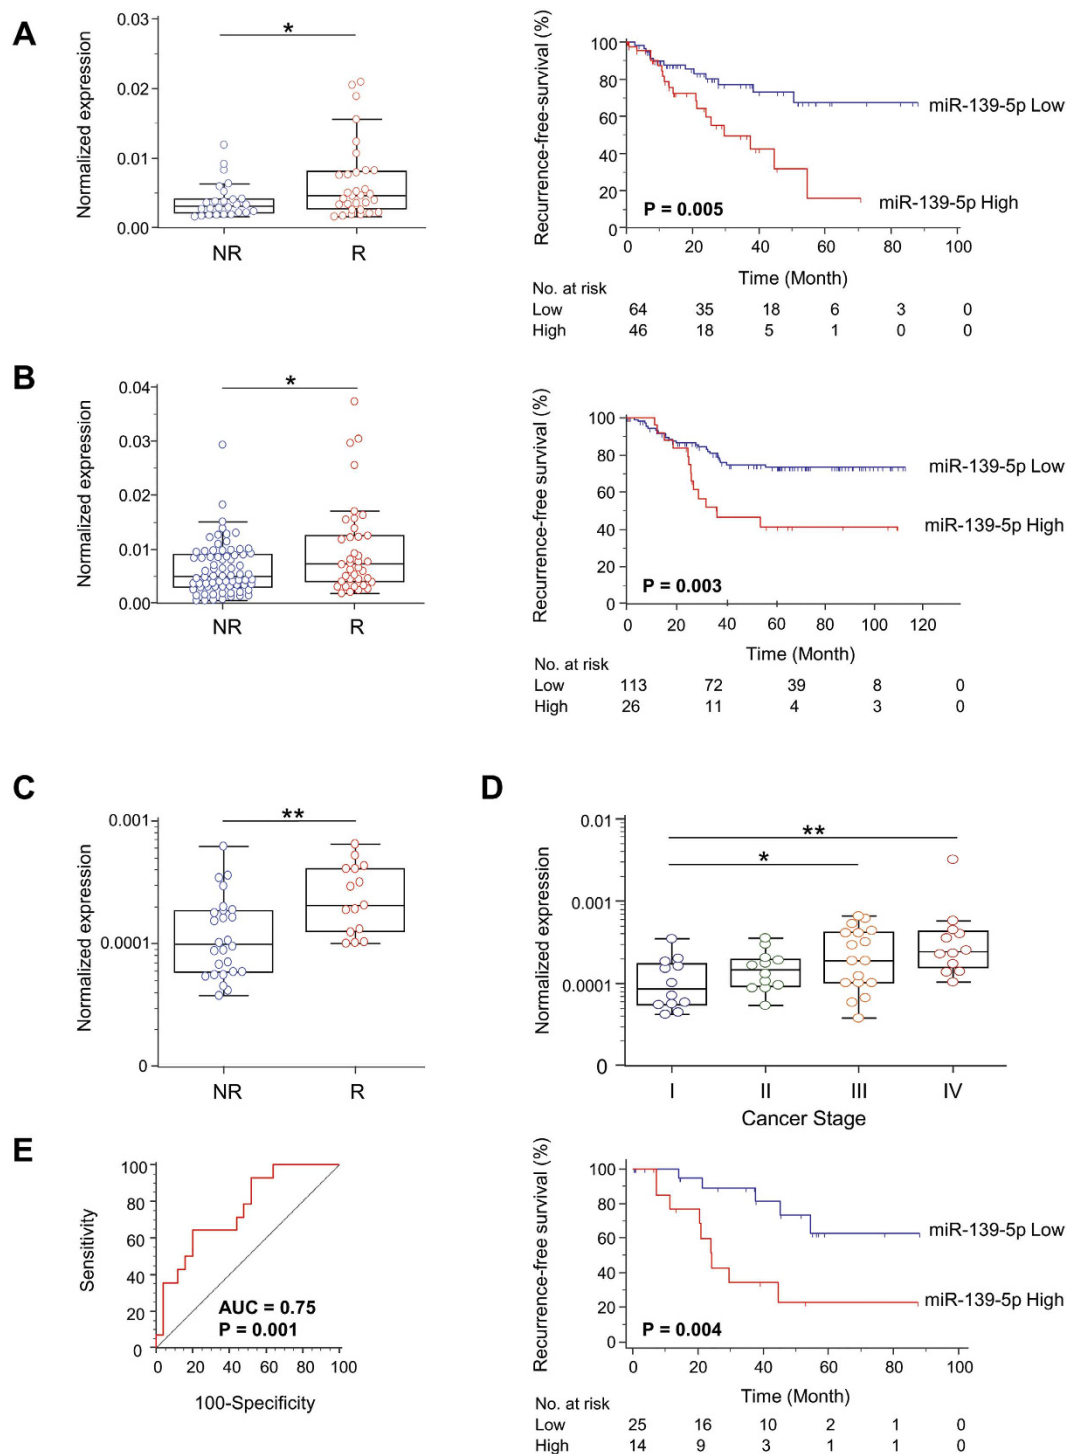 A
Normalized expression
0.03
0.02
0.01
0.00
*
NR R
Recurrence-free-survival (%)
100
80
60
40
20
0
miR-139-5p Low
miR-139-5p High
P = 0.005
0 20 40 60 80 100
Time (Month)
No. at risk
Low 64 35 18 6 3 0
High 46 18 5 1 0 0
B
Normalized expression
0.04
0.03
0.02
0.01
0.00
*
NR R
Recurrence-free survival (%)
100
80
60
40
20
0
miR-139-5p Low
miR-139-5p High
P = 0.003
0 20 40 60 80 100 120
Time (Month)
No. at risk
Low 113 72 39 8 0
High 26 11 4 3 0
C
Normalized expression
0.001
0.0001
0
**
NR R
D
Normalized expression
0.01
0.001
0.0001
0
**
*
I II III IV
Cancer Stage
E
Sensitivity
100
80
60
40
20
0
AUC = 0.75
P = 0.001
0 20 40 60 80 100
100-Specificity
Recurrence-free survival (%)
100
80
60
40
20
0
miR-139-5p Low
miR-139-5p High
P = 0.004
0 20 40 60 80 100
Time (Month)
No. at risk
Low 25 16 10 2 1 0
High 14 9 3 1 1 0